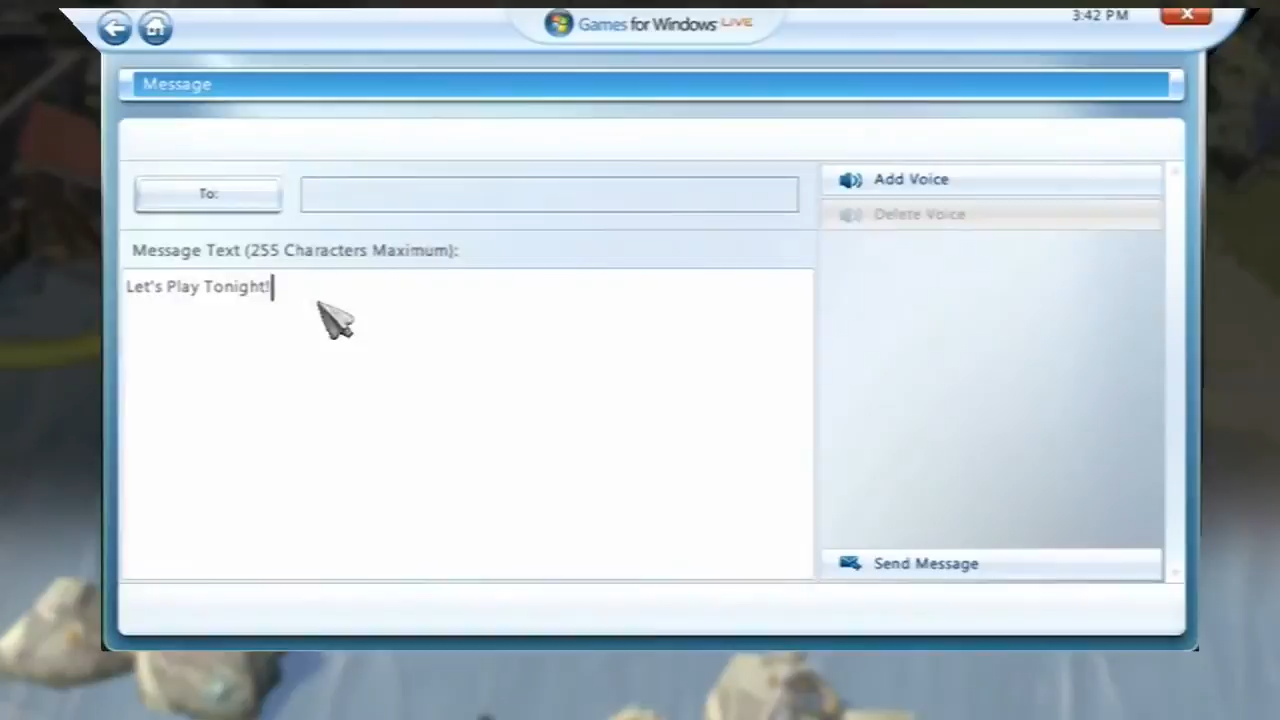 Games for Windows LIVE
3:42 PM
Message
To:
Add Voice
Delete Voice
Message Text (255 Characters Maximum):
Let's Play Tonight!
Send Message